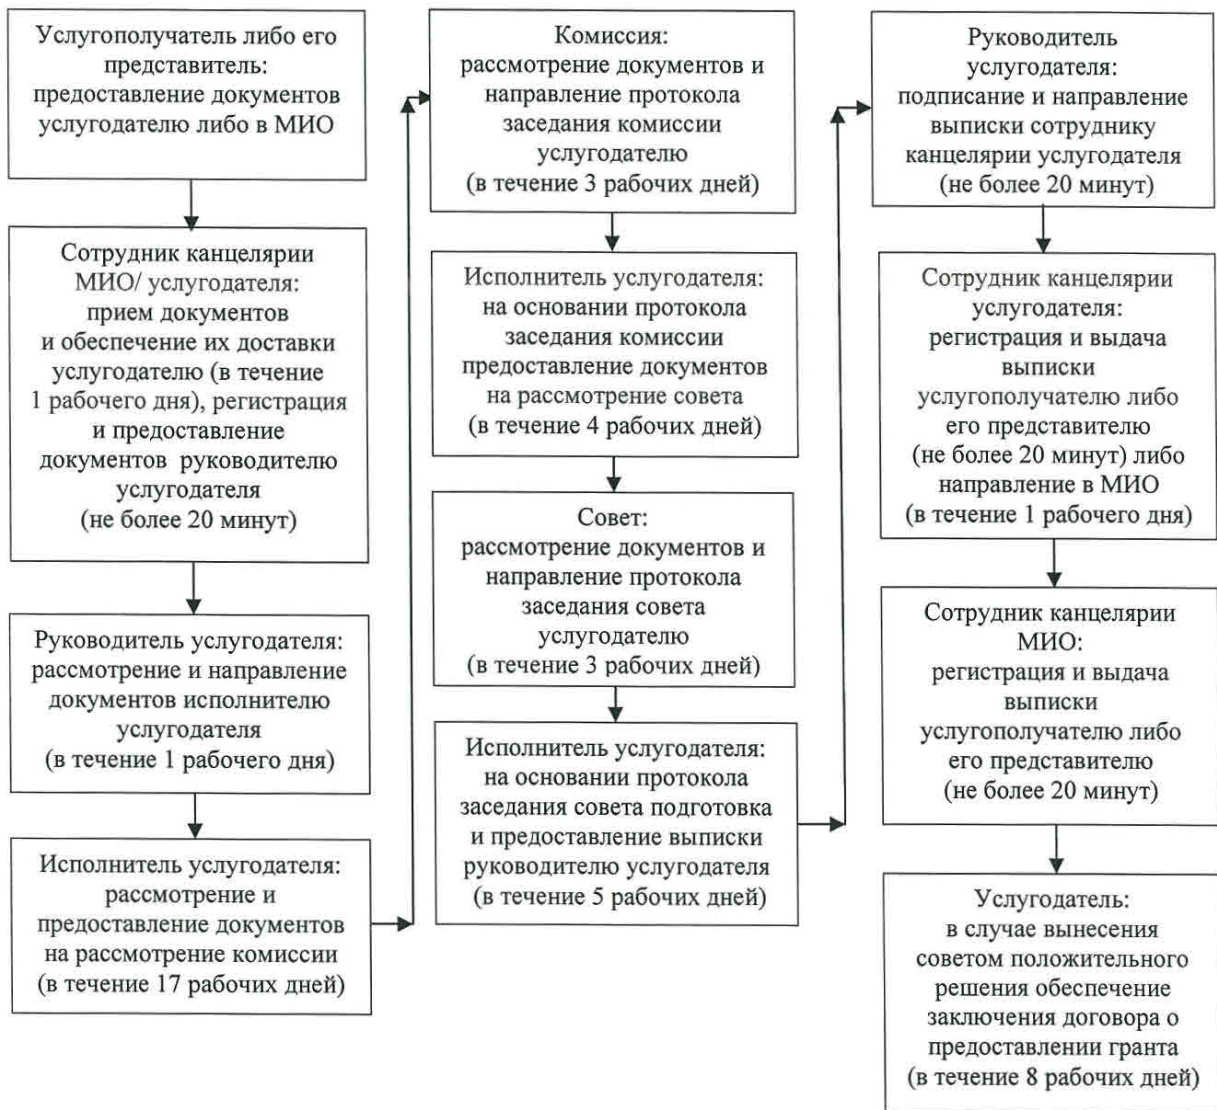 Услугополучатель либо его
представитель:
предоставление документов
услугодателю либо в МИО
Сотрудник канцелярии
МИО/ услугодателя:
прием документов
и обеспечение их доставки
услугодателю (в течение
1 рабочего дня), регистрация
и предоставление
документов руководителю
услугодателя
(не более 20 минут)
Руководитель услугодателя:
рассмотрение и направление
документов исполнителю
услугодателя
(в течение 1 рабочего дня)
Исполнитель услугодателя:
рассмотрение и
предоставление документов
на рассмотрение комиссии
(в течение 17 рабочих дней)
Комиссия:
рассмотрение документов и
направление протокола
заседания комиссии
услугодателю
(в течение 3 рабочих дней)
Исполнитель услугодателя:
на основании протокола
заседания комиссии
предоставление документов
на рассмотрение совета
(в течение 4 рабочих дней)
Совет:
рассмотрение документов и
направление протокола
заседания совета
услугодателю
(в течение 3 рабочих дней)
Исполнитель услугодателя:
на основании протокола
заседания совета подготовка
и предоставление выписки
руководителю услугодателя
(в течение 5 рабочих дней)
Руководитель
услугодателя:
подписание и направление
выписки сотруднику
канцелярии услугодателя
(не более 20 минут)
Сотрудник канцелярии
услугодателя:
регистрация и выдача
выписки
услугополучателю либо
его представителю
(не более 20 минут) либо
направление в МИО
(в течение 1 рабочего дня)
Сотрудник канцелярии
МИО:
регистрация и выдача
выписки
услугополучателю либо
его представителю
(не более 20 минут)
Услугодатель:
в случае вынесения
советом положительного
решения обеспечение
заключения договора о
предоставлении гранта
(в течение 8 рабочих дней)